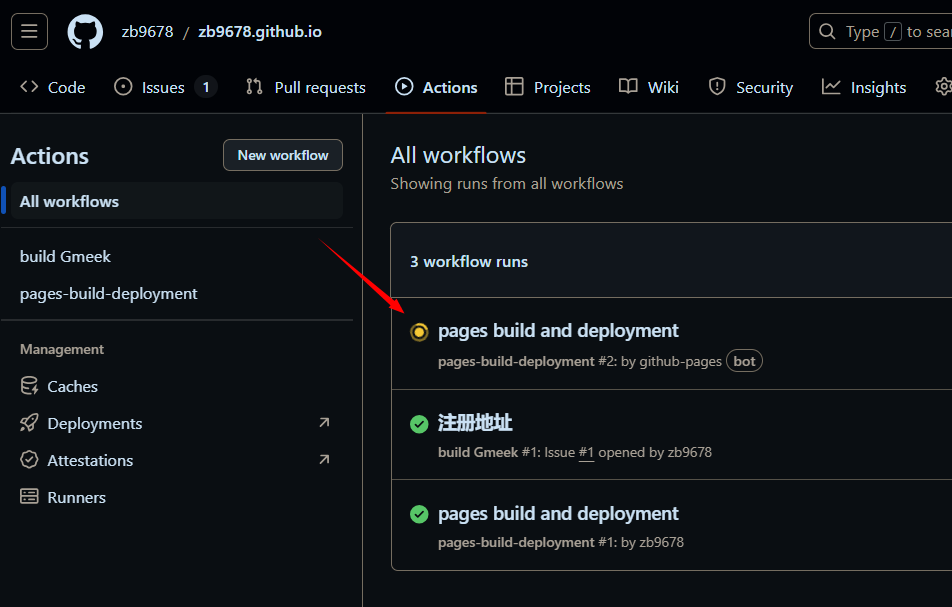 zb9678 / zb9678.github.io
Type / to sea
Code
Issues 1
Pull requests
Actions
Projects
Wiki
Security
Insights
Actions
New workflow
All workflows
build Gmeek
pages-build-deployment
Management
Caches
Deployments
Attestations
Runners
All workflows
Showing runs from all workflows
3 workflow runs
pages build and deployment
pages-build-deployment #2: by github-pages bot
注册地址
build Gmeek #1: Issue #1 opened by zb9678
pages build and deployment
pages-build-deployment #1: by zb9678